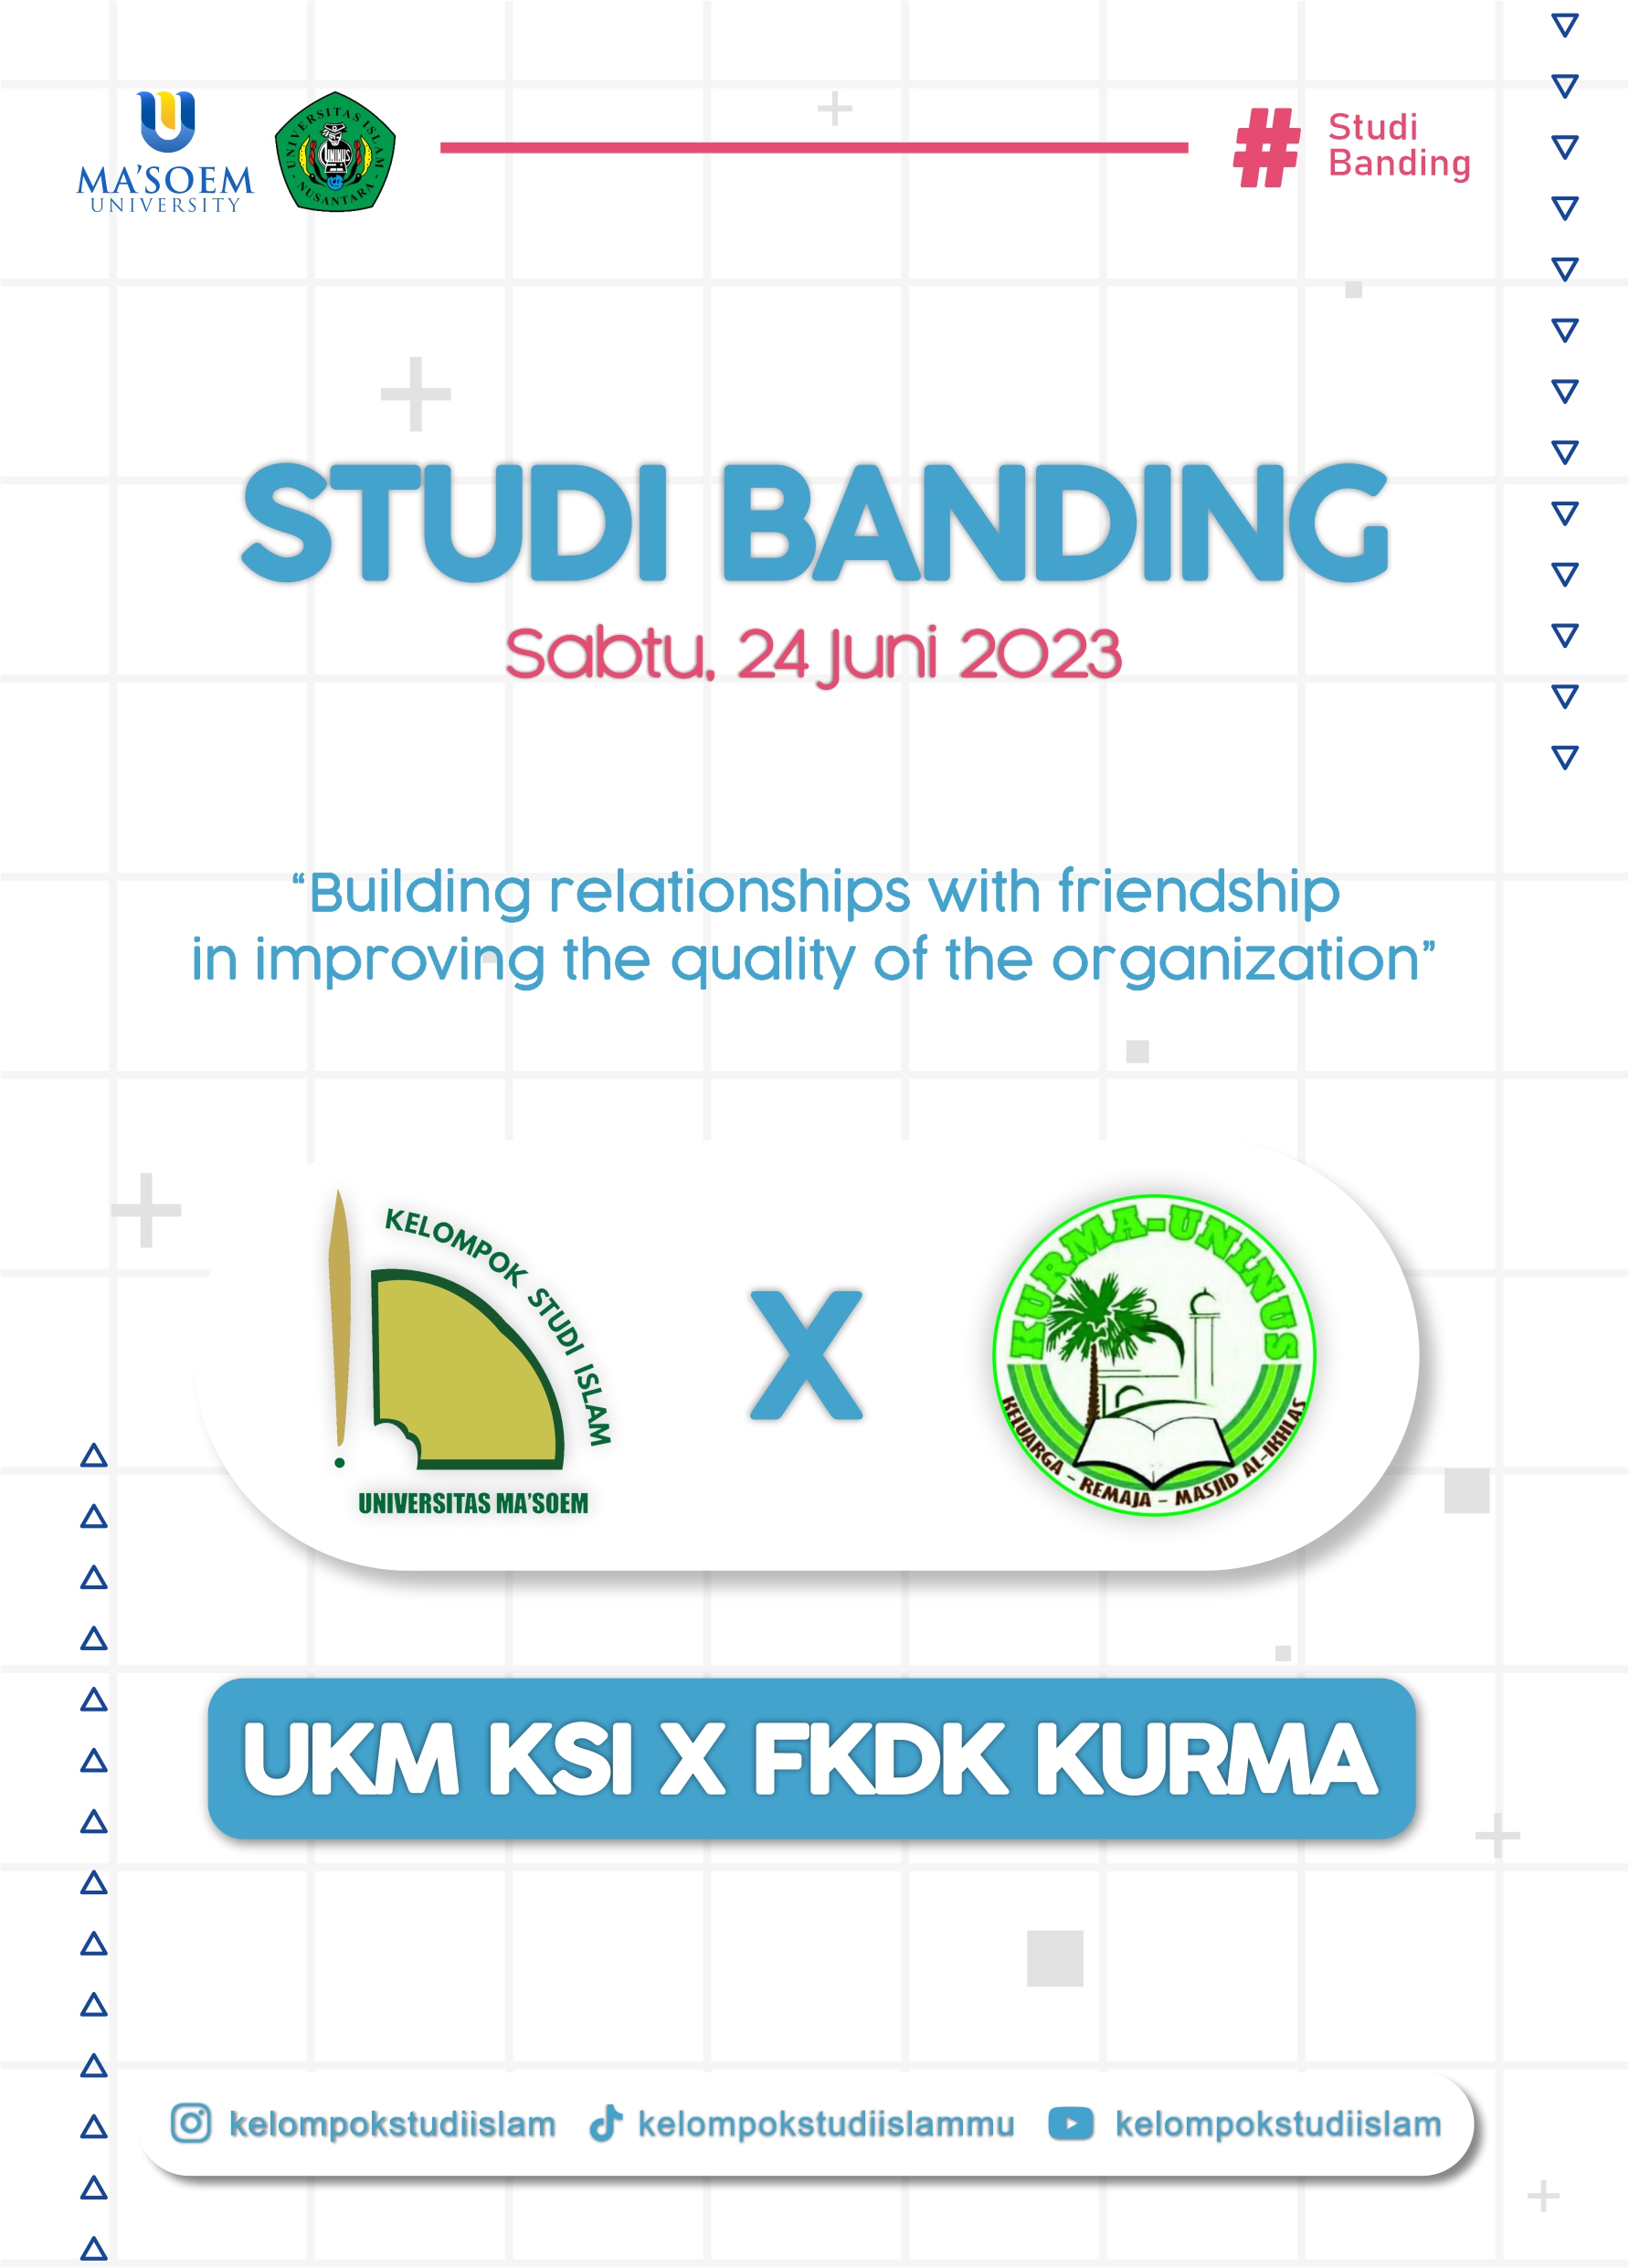 MA'SOEM
UNIVERSITY
UNIVERSITAS ISLAM
UNINUS
NUSANTARA
# Studi
Banding
STUDI BANDING
Sabtu, 24 Juni 2023
“Building relationships with friendship
in improving the quality of the organization”
KELOMPOK STUDI ISLAM
UNIVERSITAS MA'SOEM
X
KURMA-UNINUS
KELUARGA - REMAJA - MASJID AL-IKHLAS
UKM KSI X FKDK KURMA
kelompokstudiislam kelompokstudiislammu kelompokstudiislam